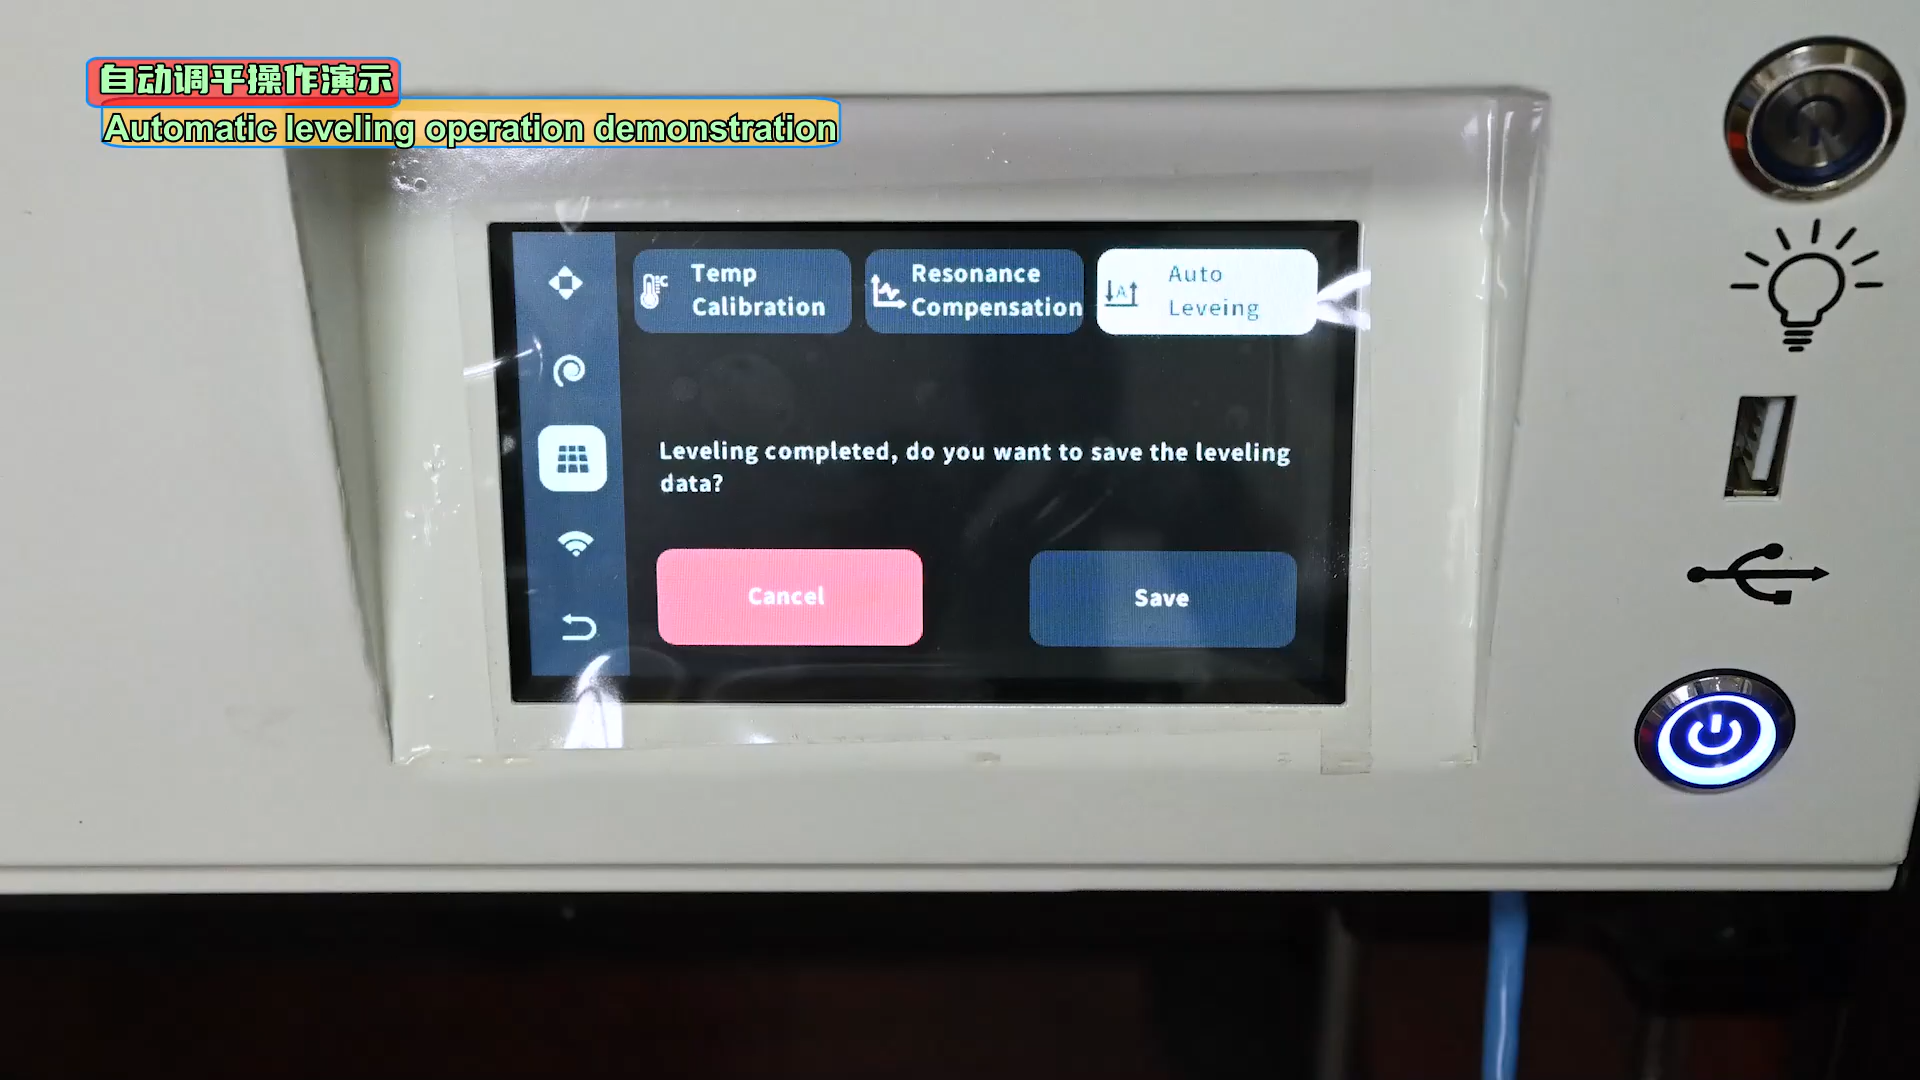 自动调平操作演示
Automatic leveling operation demonstration
Temp
Calibration
Resonance
Compensation
Auto
Leveing
Leveling completed, do you want to save the leveling
data?
Cancel
Save